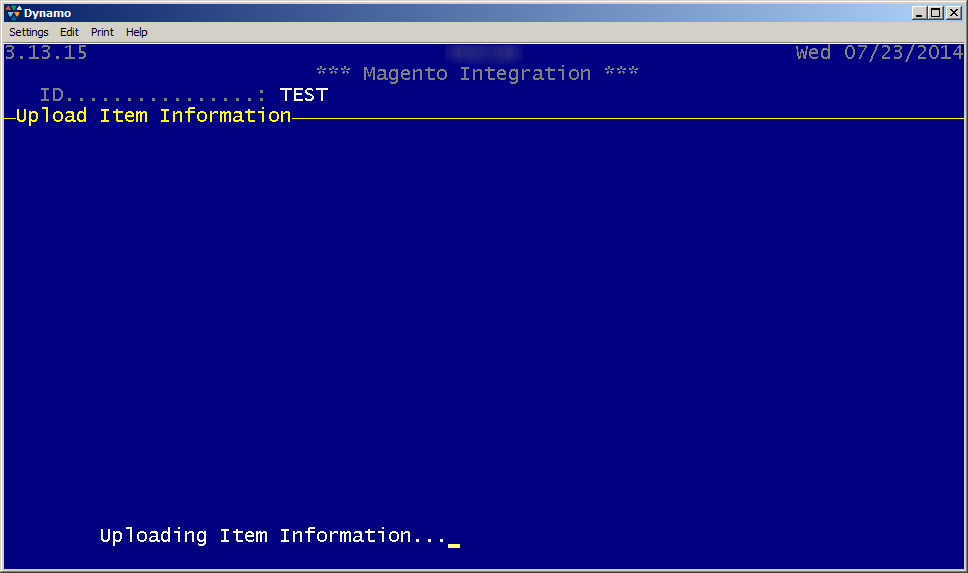 Dynamo
Settings Edit Print Help
3.13.15 Wed 07/23/2014
*** Magento Integration ***
ID................: TEST
Upload Item Information
Uploading Item Information...